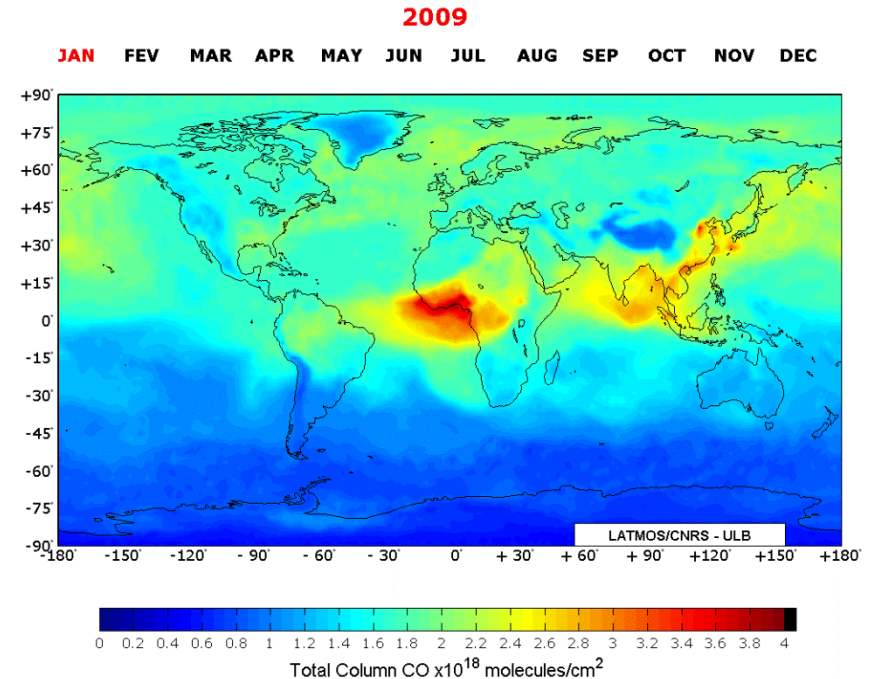 2009
JAN FEV MAR APR MAY JUN JUL AUG SEP OCT NOV DEC
+90°
+75°
+60°
+45°
+30°
+15°
0°
-15°
-30°
-45°
-60°
-75°
-90°
LATMOS/CNRS - ULB
-180 -150° -120° - 90° - 60° - 30° 0° + 30° + 60° + 90° +120° +150° +180°
0 0.2 0.4 0.6 0.8 1 1.2 1.4 1.6 1.8 2 2.2 2.4 2.6 2.8 3 3.2 3.4 3.6 3.8 4
Total Column CO x10^18 molecules/cm^2